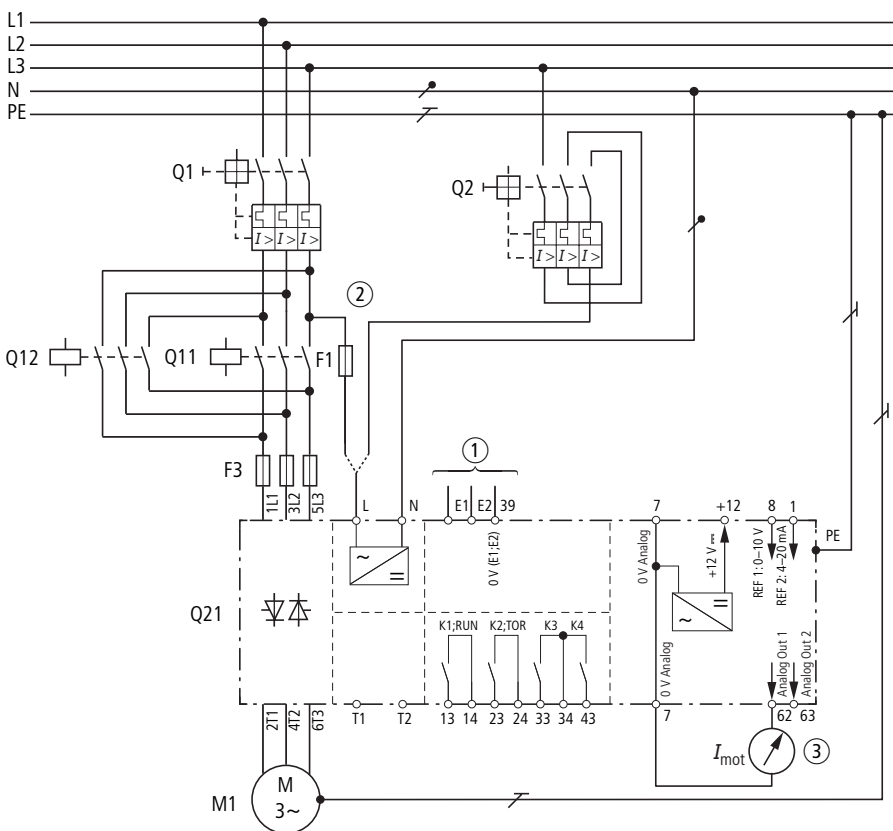 L1
L2
L3
N
PE
Q1
I> I> I>
Q2
I> I> I>
②
Q12
Q11
F1
F3
①
1L1
3L2
5L3
L
N
E1
E2
39
7
+12
8
1
PE
0 V (E1;E2)
0 V Analog
+12 V
REF 1:0–10 V
REF 2: 4–20 mA
~
=
~
=
Q21
K1;RUN
K2;TOR
K3
K4
0 V Analog
Analog Out 1
Analog Out 2
2T1
4T2
6T3
T1
T2
13
14
23
24
33
34
43
7
62
63
M1
M
3~
Imot
③